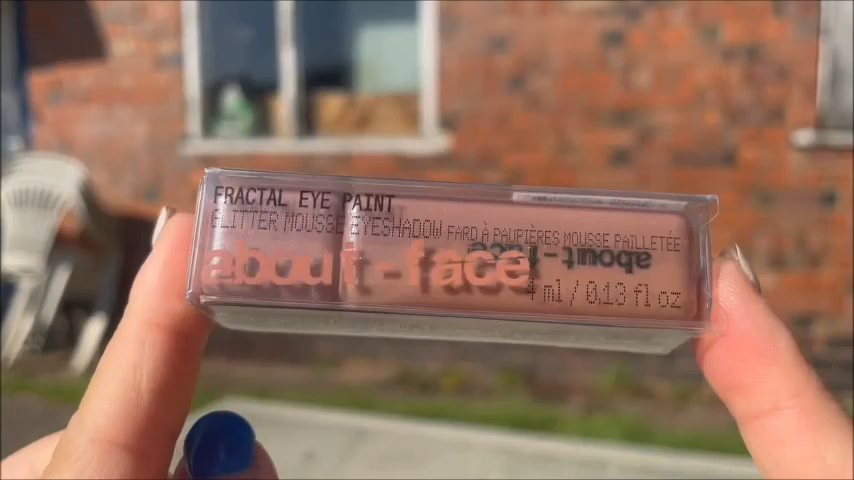 FRACTAL EYE PAINT
GLITTER MOUSSE EYESHADOW FARD À PAUPIÈRES MOUSSE PAILLETÉE
about-face
about-face
4 ml / 0.13 fl oz